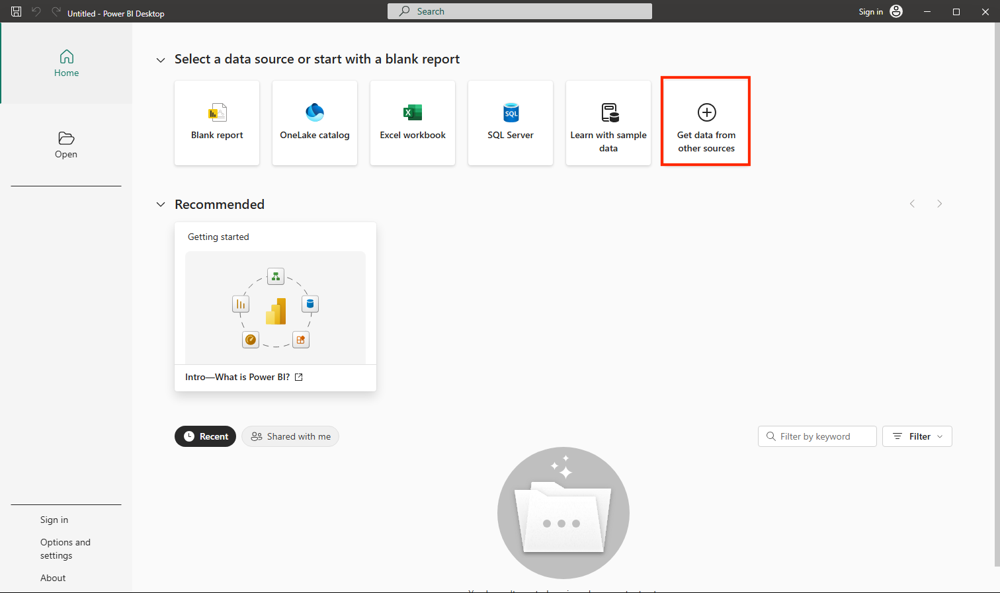 Untitled - Power BI Desktop
Search
Sign in
Home
Open
Select a data source or start with a blank report
Blank report
OneLake catalog
Excel workbook
SQL
SQL Server
Learn with sample
data
Get data from
other sources
Recommended
Getting started
Intro—What is Power BI?
Recent
Shared with me
Filter by keyword
Filter
Sign in
Options and
settings
About